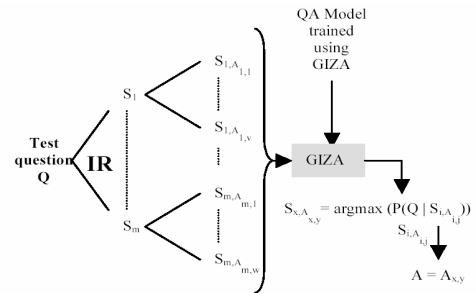 QA Model
trained
using
GIZA
Test
question
Q
IR
S1
Sm
S1,A1,1
S1,A1,v
Sm,Am,1
Sm,Am,w
GIZA
Sx,Ax,y = argmax (P(Q | Si,Ai,j))
Si,Ai,j
A = Ax,y